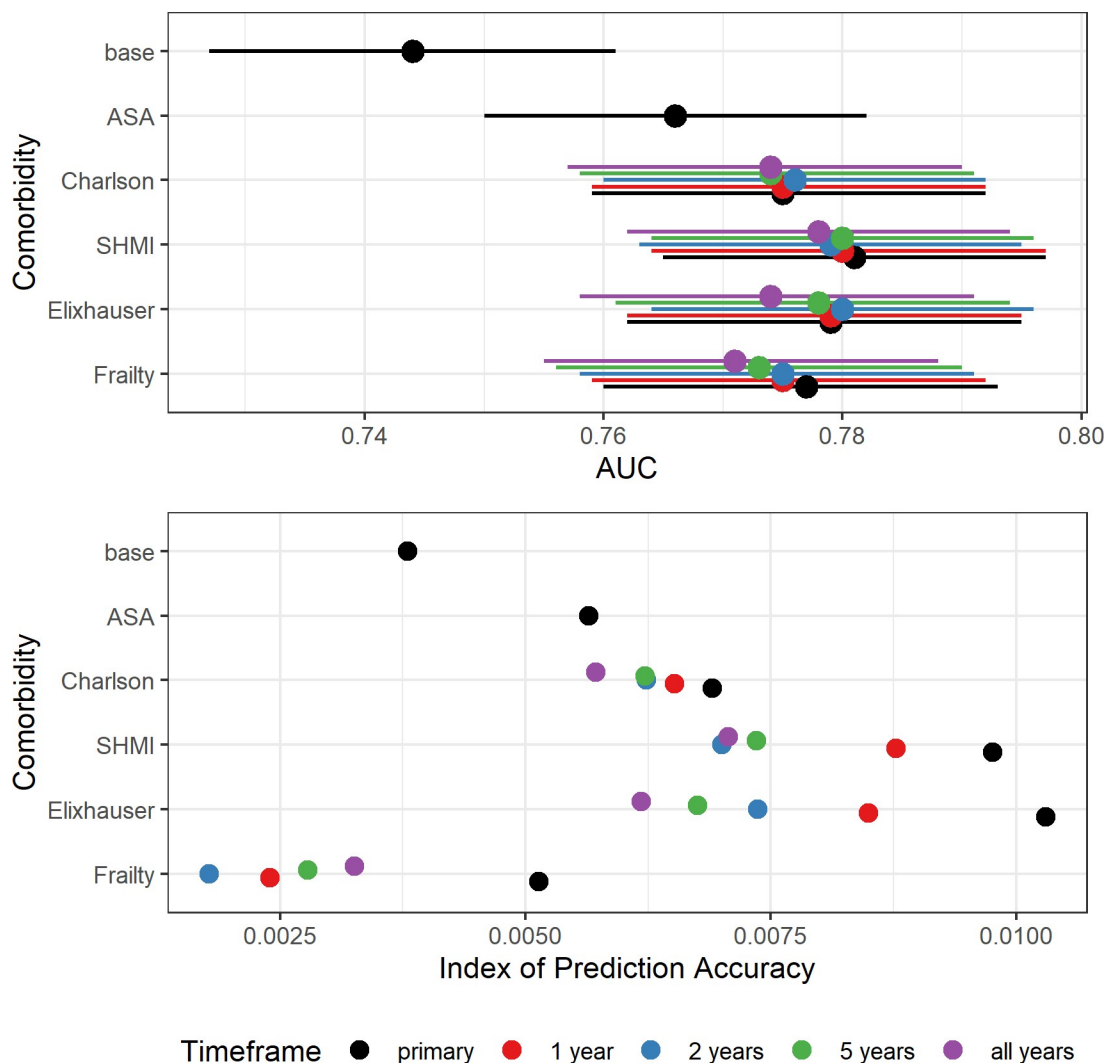 Comorbidity
base
ASA
Charlson
SHMI
Elixhauser
Frailty
0.74 0.76 0.78 0.80
AUC
Comorbidity
base
ASA
Charlson
SHMI
Elixhauser
Frailty
0.0025 0.0050 0.0075 0.0100
Index of Prediction Accuracy
Timeframe primary 1 year 2 years 5 years all years